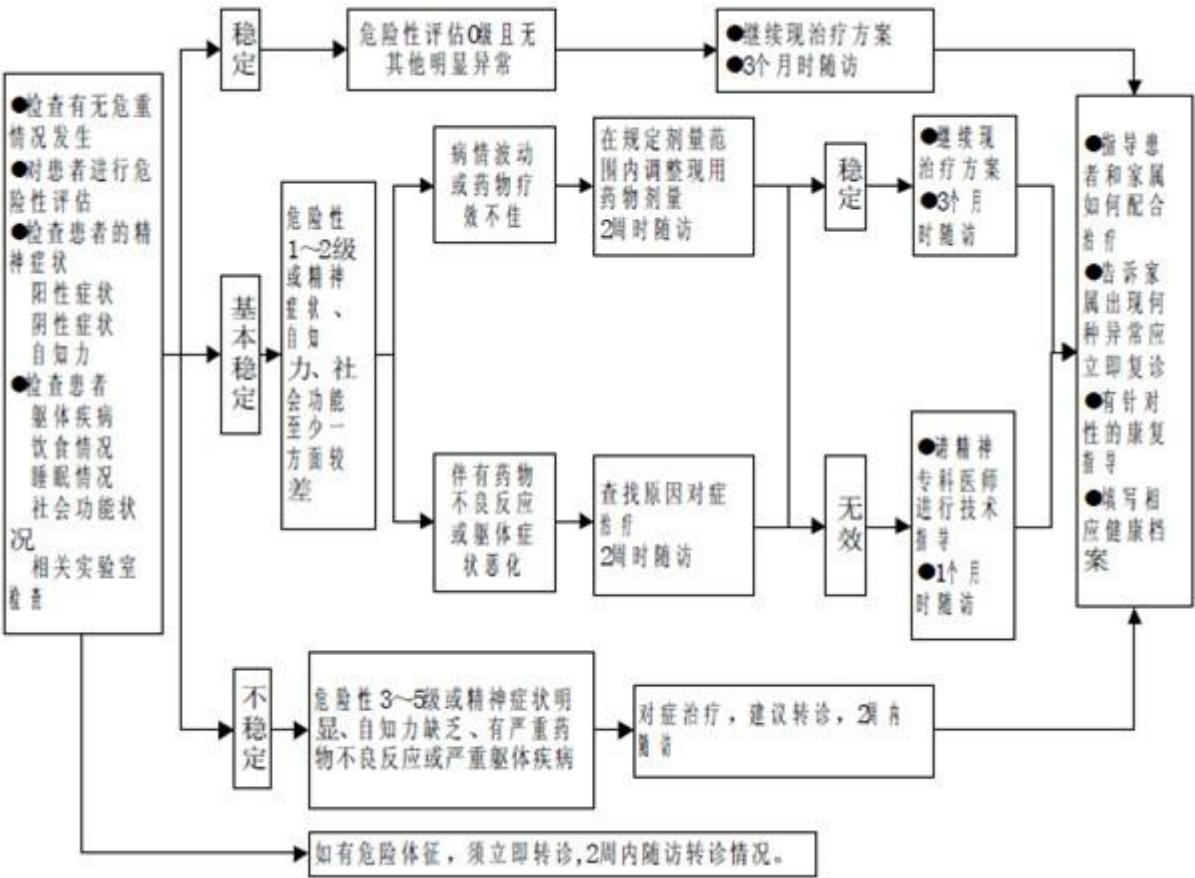 ●检查有无危重
情况发生
●对患者进行危
险性评估
●检查患者的精
神症状
阳性症状
阴性症状
自知力
●检查患者
躯体疾病
饮食情况
睡眠情况
社会功能状
况
相关实验室
检查
稳
定
危险性评估0级且无
其他明显异常
●继续现治疗方案
●3个月时随访
基
本
稳
定
危险性
1～2级
或精神
症状、
自知
力、社
会功能
至少一
方面较
差
病情波动
或药物疗
效不佳
在规定剂量范
围内调整现用
药物剂量
2周时随访
伴有药物
不良反应
或躯体症
状恶化
查找原因对症
治疗
2周时随访
稳
定
●继续现
治疗方案
●3个月
时随访
无
效
●请精神
专科医师
进行技术
指导
●1个月
时随访
不
稳
定
危险性3～5级或精神症状明
显、自知力缺乏、有严重药
物不良反应或严重躯体疾病
对症治疗，建议转诊，2周内
随访
如有危险体征，须立即转诊,2周内随访转诊情况。
●指导患
者和家属
如何配合
治疗
●告诉家
属出现何
种异常应
立即复诊
●有针对
性的康复
指导
●填写相
应健康档
案